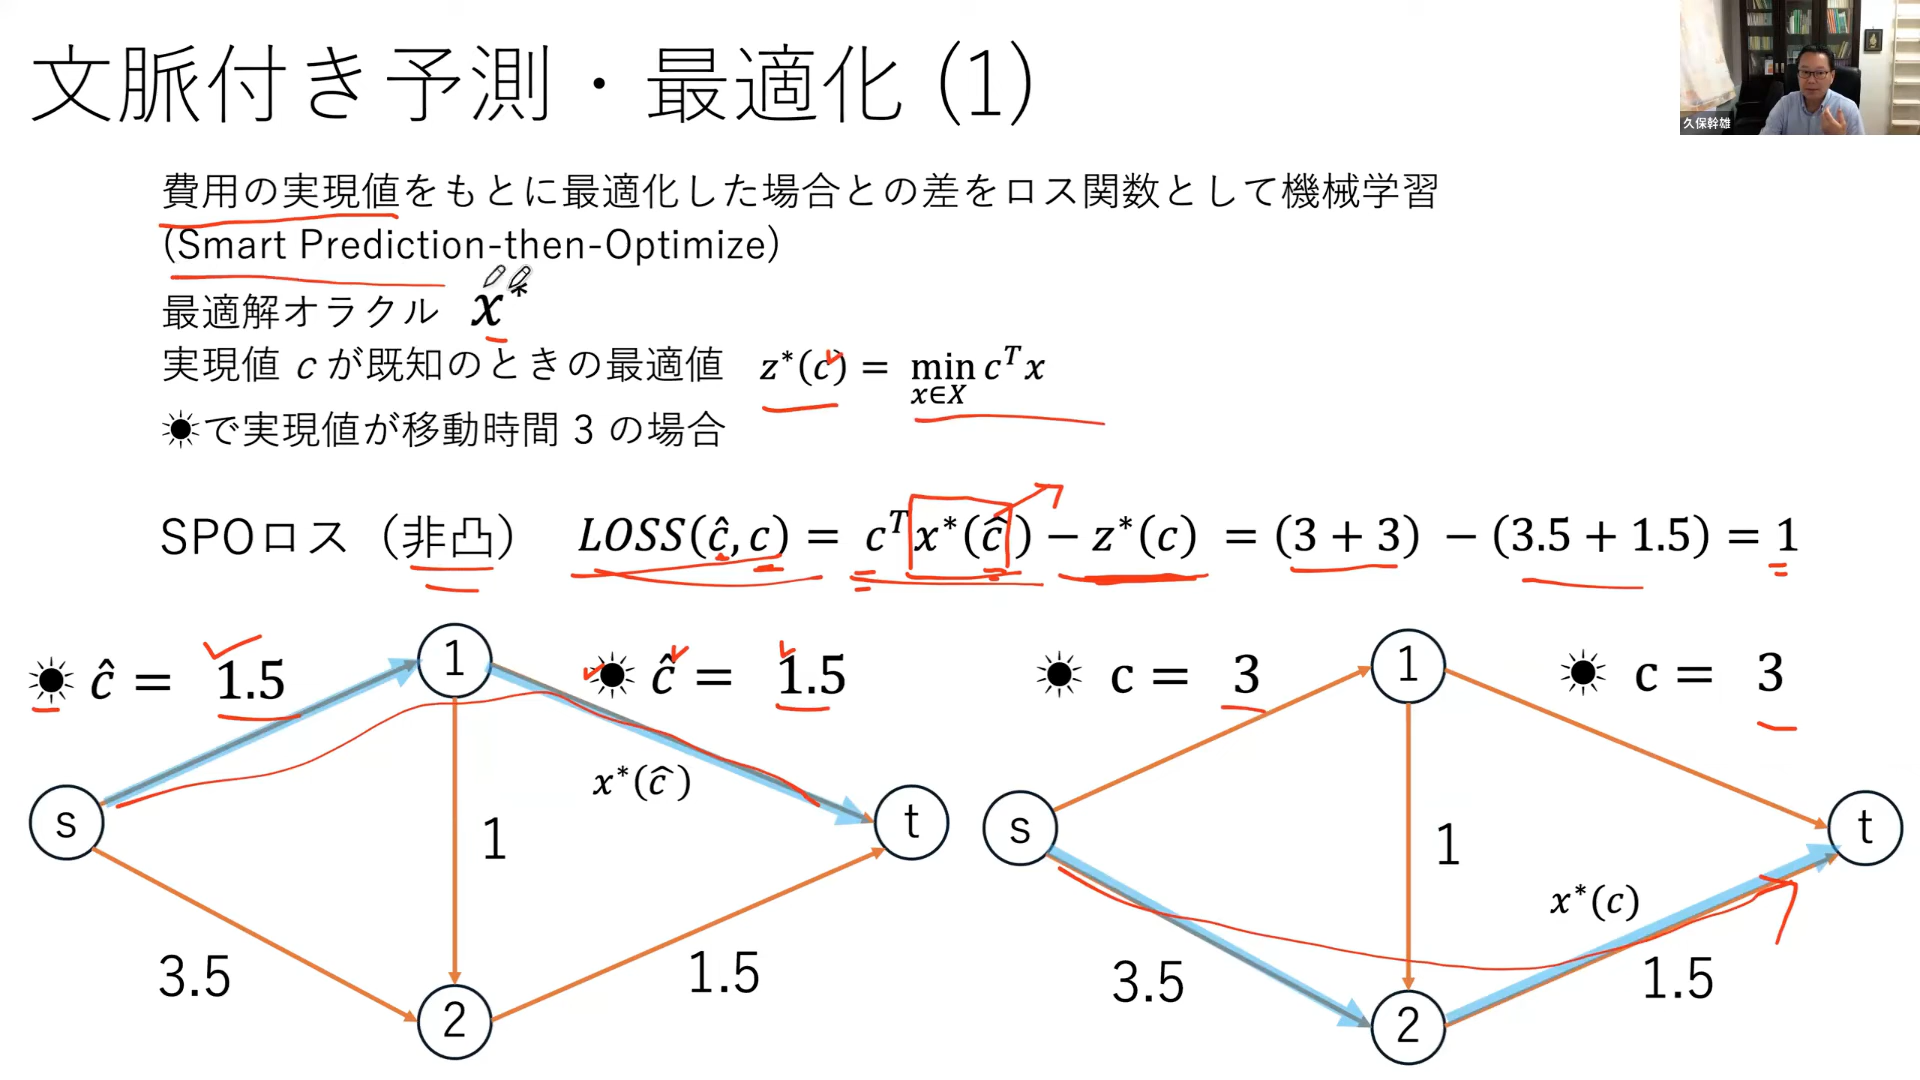 文脈付き予測・最適化 (1)
久保幹雄
費用の実現値をもとに最適化した場合との差をロス関数として機械学習
(Smart Prediction-then-Optimize)
最適解オラクル x*
実現値 c が既知のときの最適値 z*(c) = min c^T x
x∈X
☀で実現値が移動時間 3 の場合
SPOロス（非凸） LOSS(ĉ, c) = c^T x*(ĉ) − z*(c) = (3 + 3) − (3.5 + 1.5) = 1
☀ ĉ = 1.5
1
☀ ĉ = 1.5
x*(ĉ)
s
1
t
3.5
1.5
2
☀ c = 3
1
☀ c = 3
s
1
t
x*(c)
3.5
1.5
2